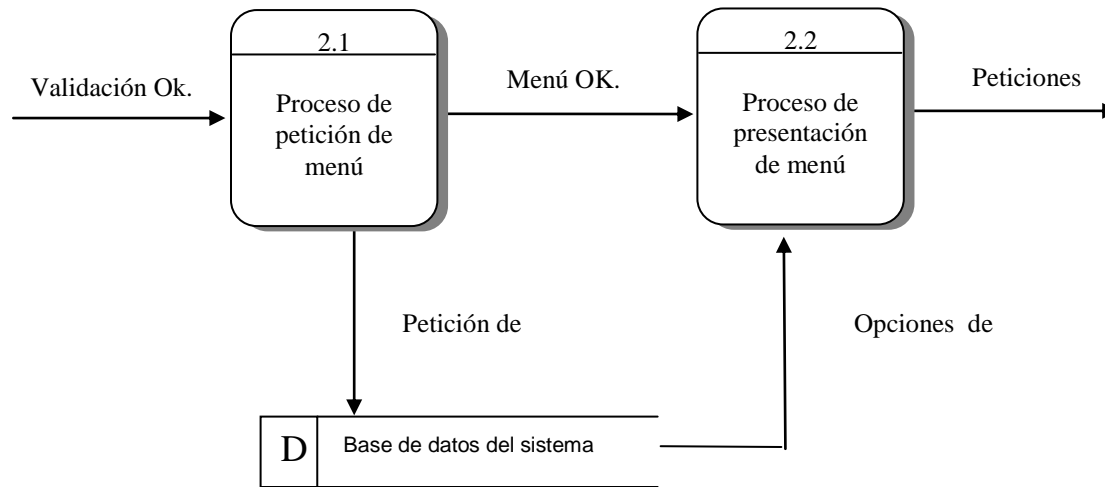 Validación Ok.
2.1
Proceso de
petición de
menú
Menú OK.
2.2
Proceso de
presentación
de menú
Peticiones
Petición de
Opciones de
D
Base de datos del sistema